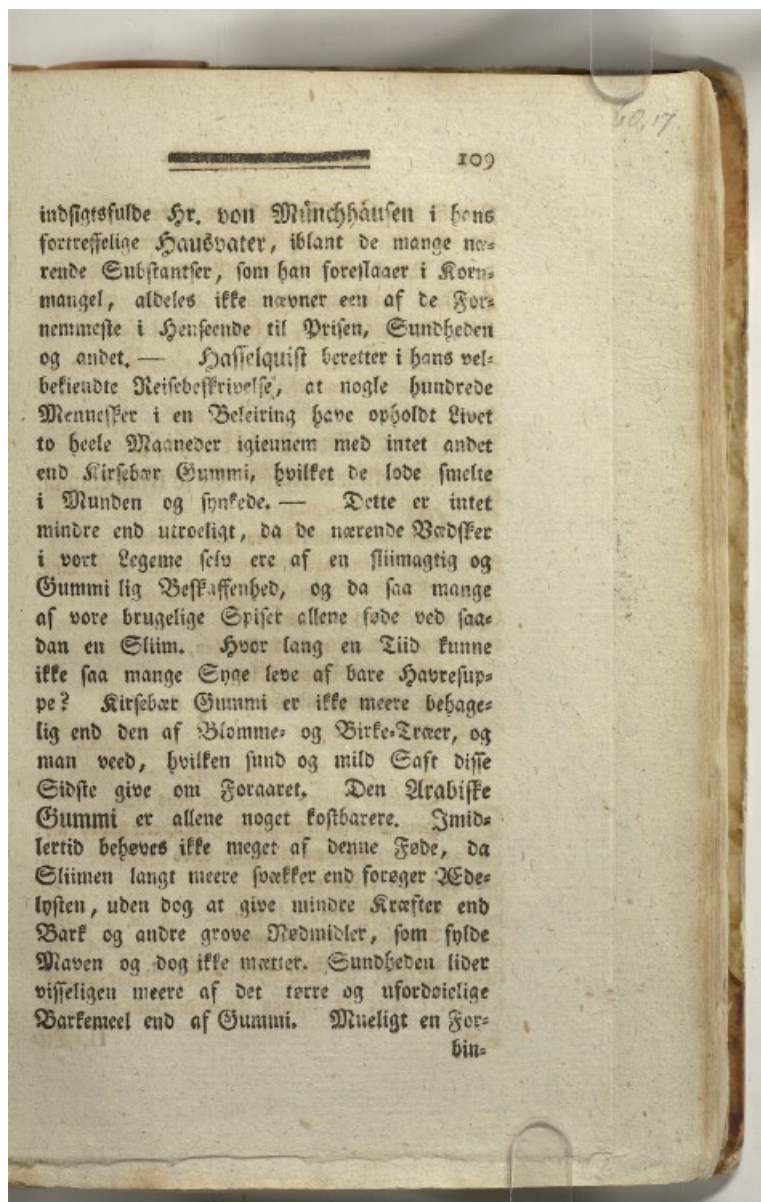 109
indsigtsfulde Hr. von Münchhausen i hans
fortreffelige Hausvater, iblant de mange næ-
rende Substantser, som han foreslaaer i Korn-
mangel, aldeles ikke nævner een af de For-
nemmeste i Henseende til Prisen, Sundheden
og andet. — Hasselquist beretter i hans vel-
bekiendte Reisebeskrivelse, at nogle hundrede
Mennesker i en Beleiring have opholdt Livet
to heele Maaneder igiennem med intet andet
end Kirsebær Gummi, hvilket de lode smelte
i Munden og synkede. — Dette er intet
mindre end utroeligt, da de nærende Vædsker
i vort Legeme selv ere af en sliimagtig og
Gummi lig Beskaffenhed, og da saa mange
af vore brugelige Spiser allene føde ved saa-
dan en Sliim. Hvor lang en Tiid kunne
ikke saa mange Syge leve af bare Havresup-
pe? Kirsebær Gummi er ikke meere behage-
lig end den af Blomme- og Birke-Træer, og
man veed, hvilken sund og mild Saft disse
Sidste give om Foraaret. Den Arabiske
Gummi er allene noget kostbarere. Imid-
lertid behøves ikke meget af denne Føde, da
Sliimen langt meere svækker end forøger Æde-
lysten, uden dog at give mindre Kræfter end
Bark og andre grove Nødmidler, som fylde
Maven og dog ikke mætter. Sundheden lider
visseligen meere af det tørre og ufordøielige
Barkemeel end af Gummi. Mueligt en For-
bin-